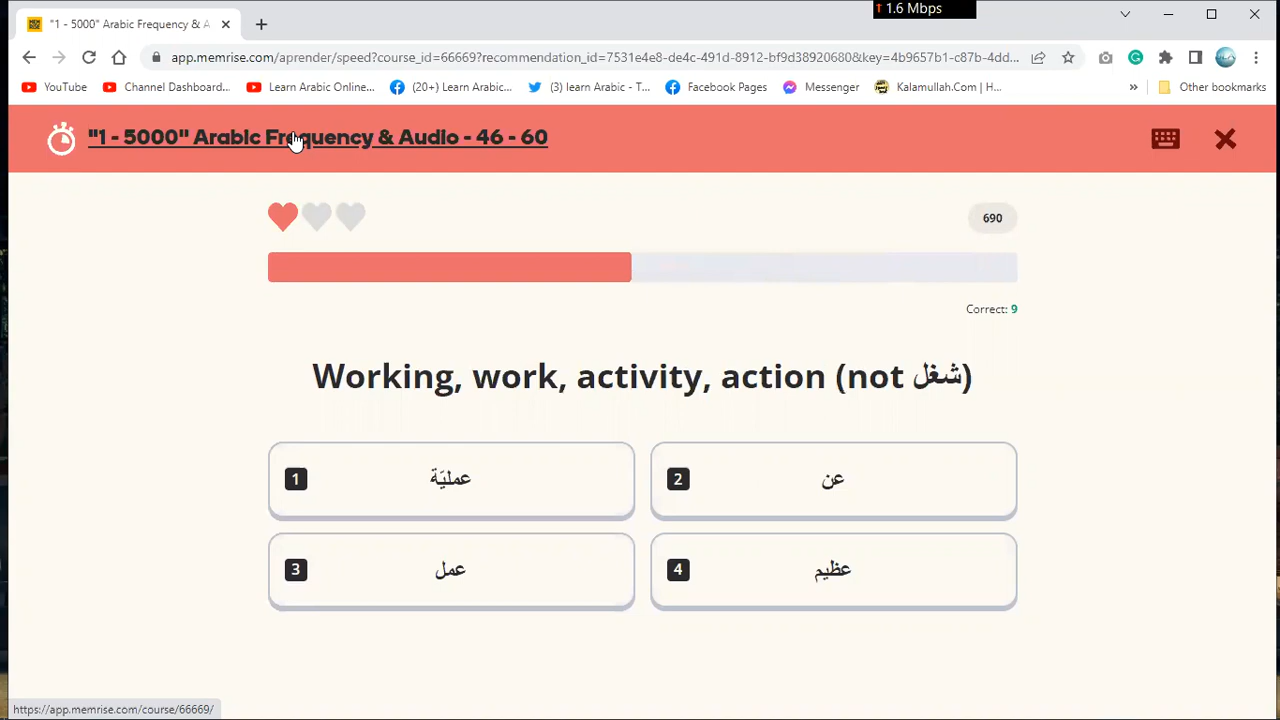 1.6 Mbps
"1 - 5000" Arabic Frequency & A
app.memrise.com/aprender/speed?course_id=66669?recommendation_id=7531e4e8-de4c-491d-8912-bf9d38950680&key=4b9657b1-c87b-4dd...
YouTube
Channel Dashboard...
Learn Arabic Online...
(20+) Learn Arabic...
(3) learn Arabic - T...
Facebook Pages
Messenger
Kalamullah.Com | H...
»
Other bookmarks
"1 - 5000" Arabic Frequency & Audio - 46 - 60
690
Correct: 9
Working, work, activity, action (not شغل)
1 عمليّة
2 عن
3 عمل
4 عظيم
https://app.memrise.com/course/66669/